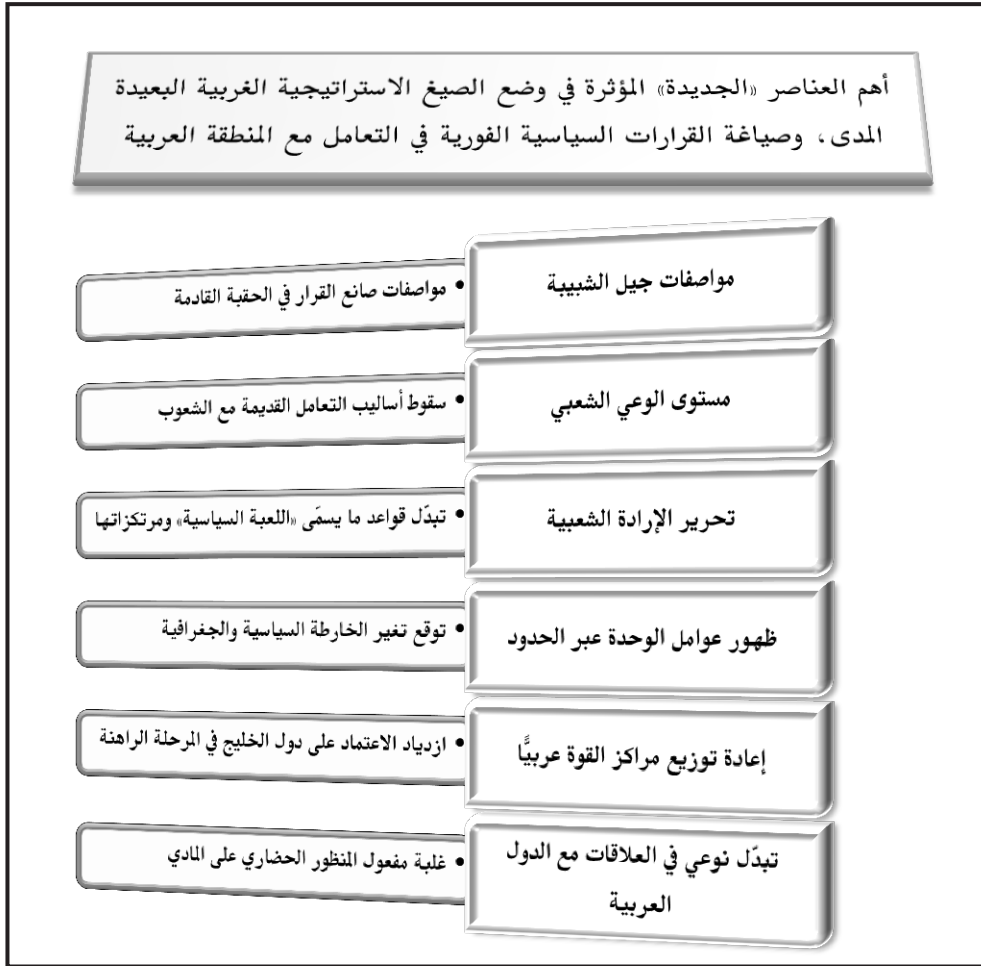 أهم العناصر «الجديدة» المؤثرة في وضع الصيغ الاستراتيجية الغربية البعيدة
المدى، وصياغة القرارات السياسية الفورية في التعامل مع المنطقة العربية
مواصفات جيل الشبيبة
• مواصفات صانع القرار في الحقبة القادمة
مستوى الوعي الشعبي
• سقوط أساليب التعامل القديمة مع الشعوب
تحرير الإرادة الشعبية
• تبدّل قواعد ما يسمّى «اللعبة السياسية» ومرتكزاتها
ظهور عوامل الوحدة عبر الحدود
• توقع تغير الخارطة السياسية والجغرافية
إعادة توزيع مراكز القوة عربيًّا
• ازدياد الاعتماد على دول الخليج في المرحلة الراهنة
تبدّل نوعي في العلاقات مع الدول
العربية
• غلبة مفعول المنظور الحضاري على المادي